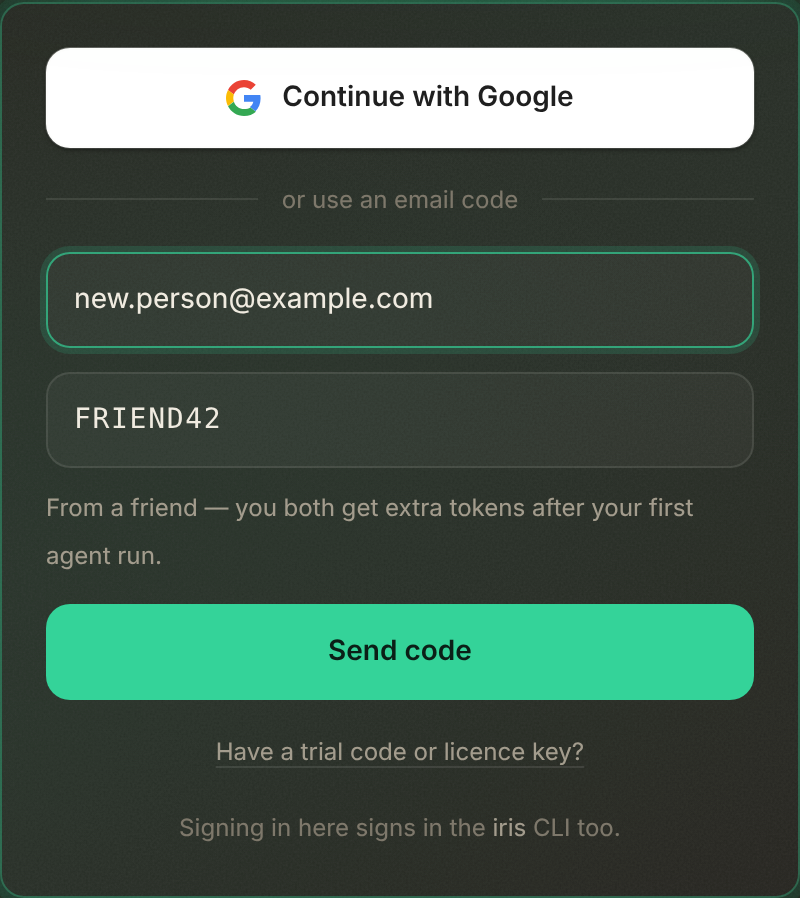 Continue with Google
or use an email code
new.person@example.com
FRIEND42
From a friend — you both get extra tokens after your first
agent run.
Send code
Have a trial code or licence key?
Signing in here signs in the iris CLI too.